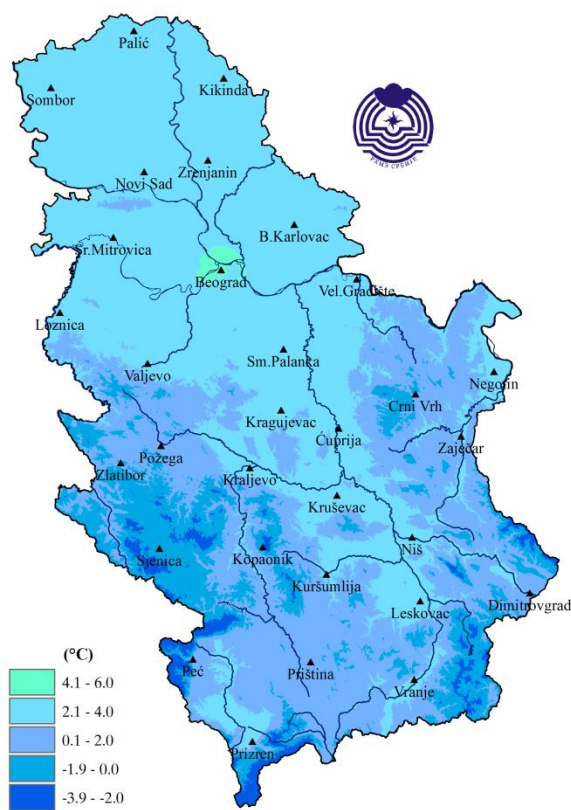 Palić
Kikinda
Sombor
Zrenjanin
Novi Sad
РХМЗ СРБИЈЕ
B.Karlovac
Sr.Mitrovica
Beograd
Vel.Gradište
Loznica
Sm.Palanka
Valjevo
Negotin
Crni Vrh
Kragujevac
Ćuprija
Zaječar
Požega
Zlatibor
Kraljevo
Kruševac
Niš
Sjenica
Kopaonik
Kuršumlija
Dimitrovgrad
Leskovac
Peć
Priština
Vranje
Prizren
(°C)
4.1 - 6.0
2.1 - 4.0
0.1 - 2.0
-1.9 - 0.0
-3.9 - -2.0